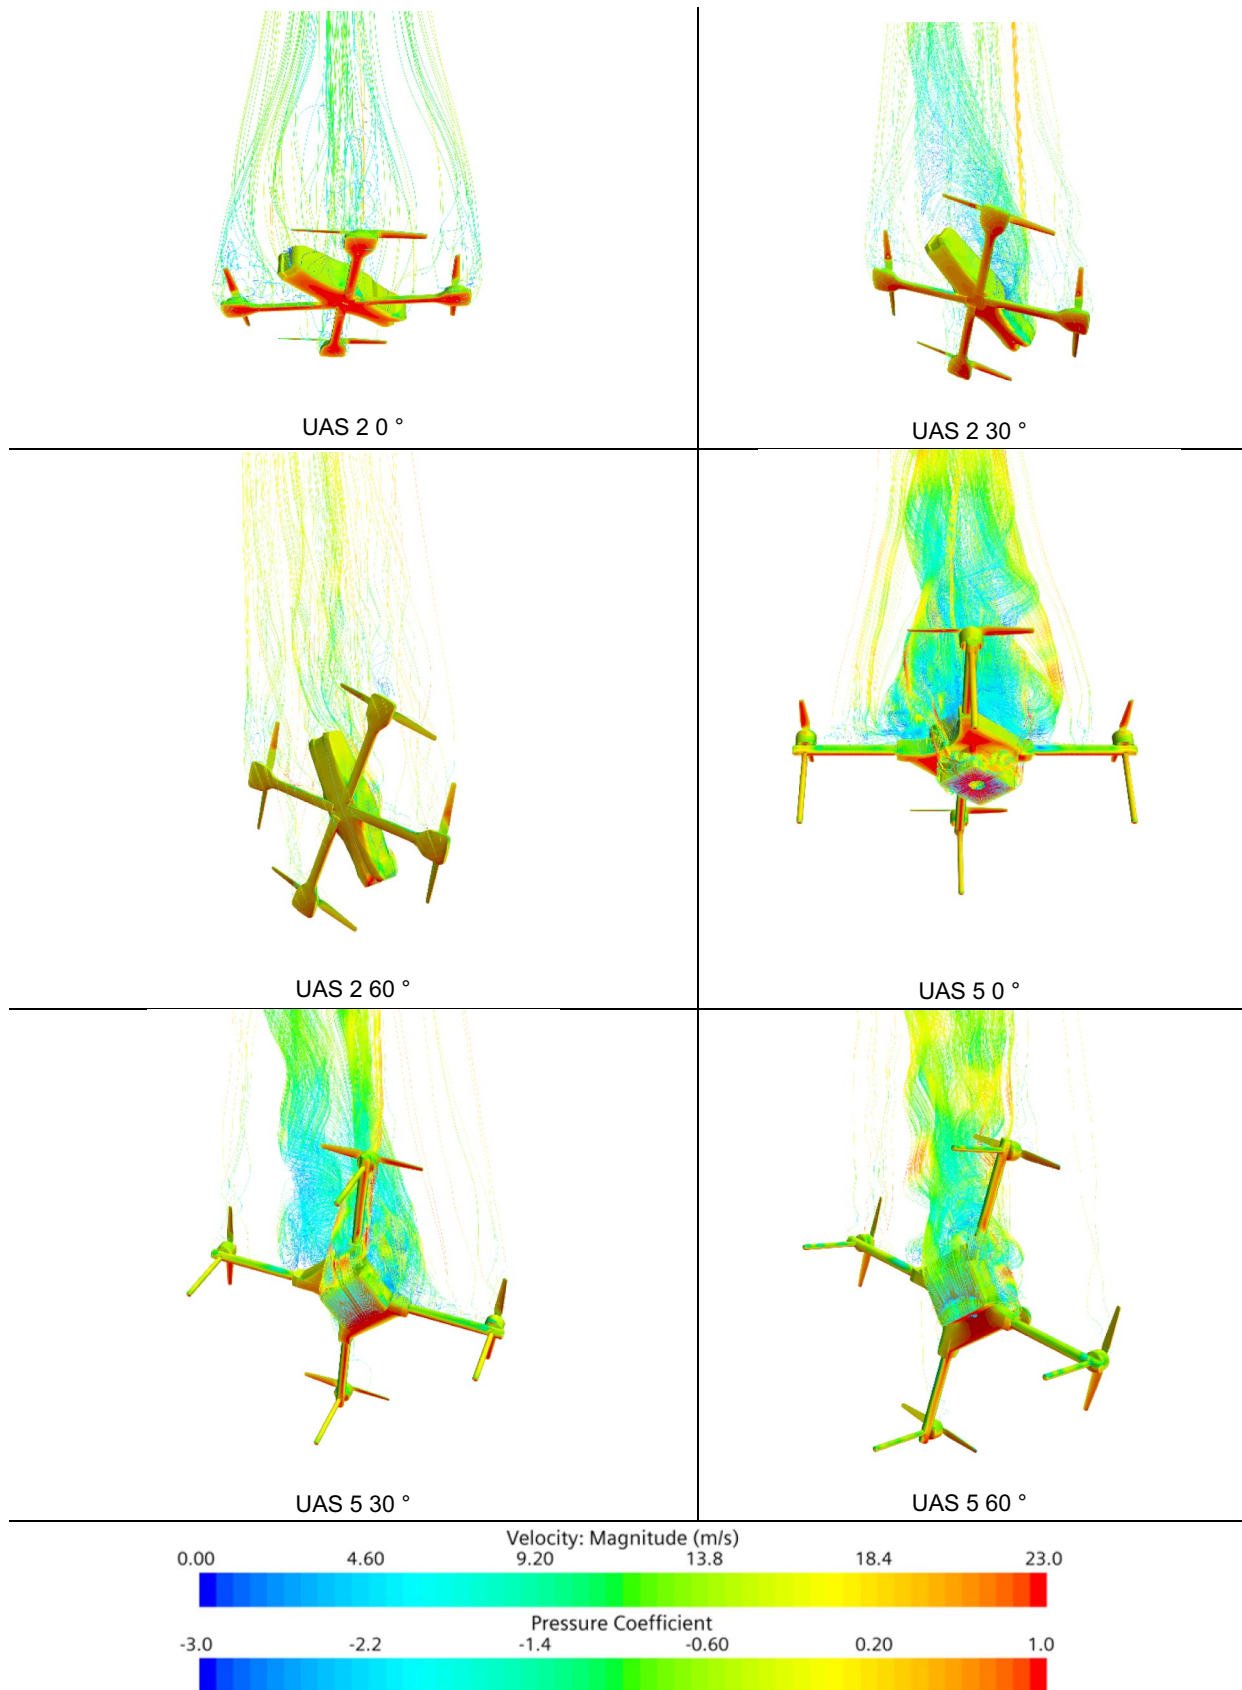 UAS 2 0 °
UAS 2 30 °
UAS 2 60 °
UAS 5 0 °
UAS 5 30 °
UAS 5 60 °
Velocity: Magnitude (m/s)
0.00 4.60 9.20 13.8 18.4 23.0
Pressure Coefficient
-3.0 -2.2 -1.4 -0.60 0.20 1.0